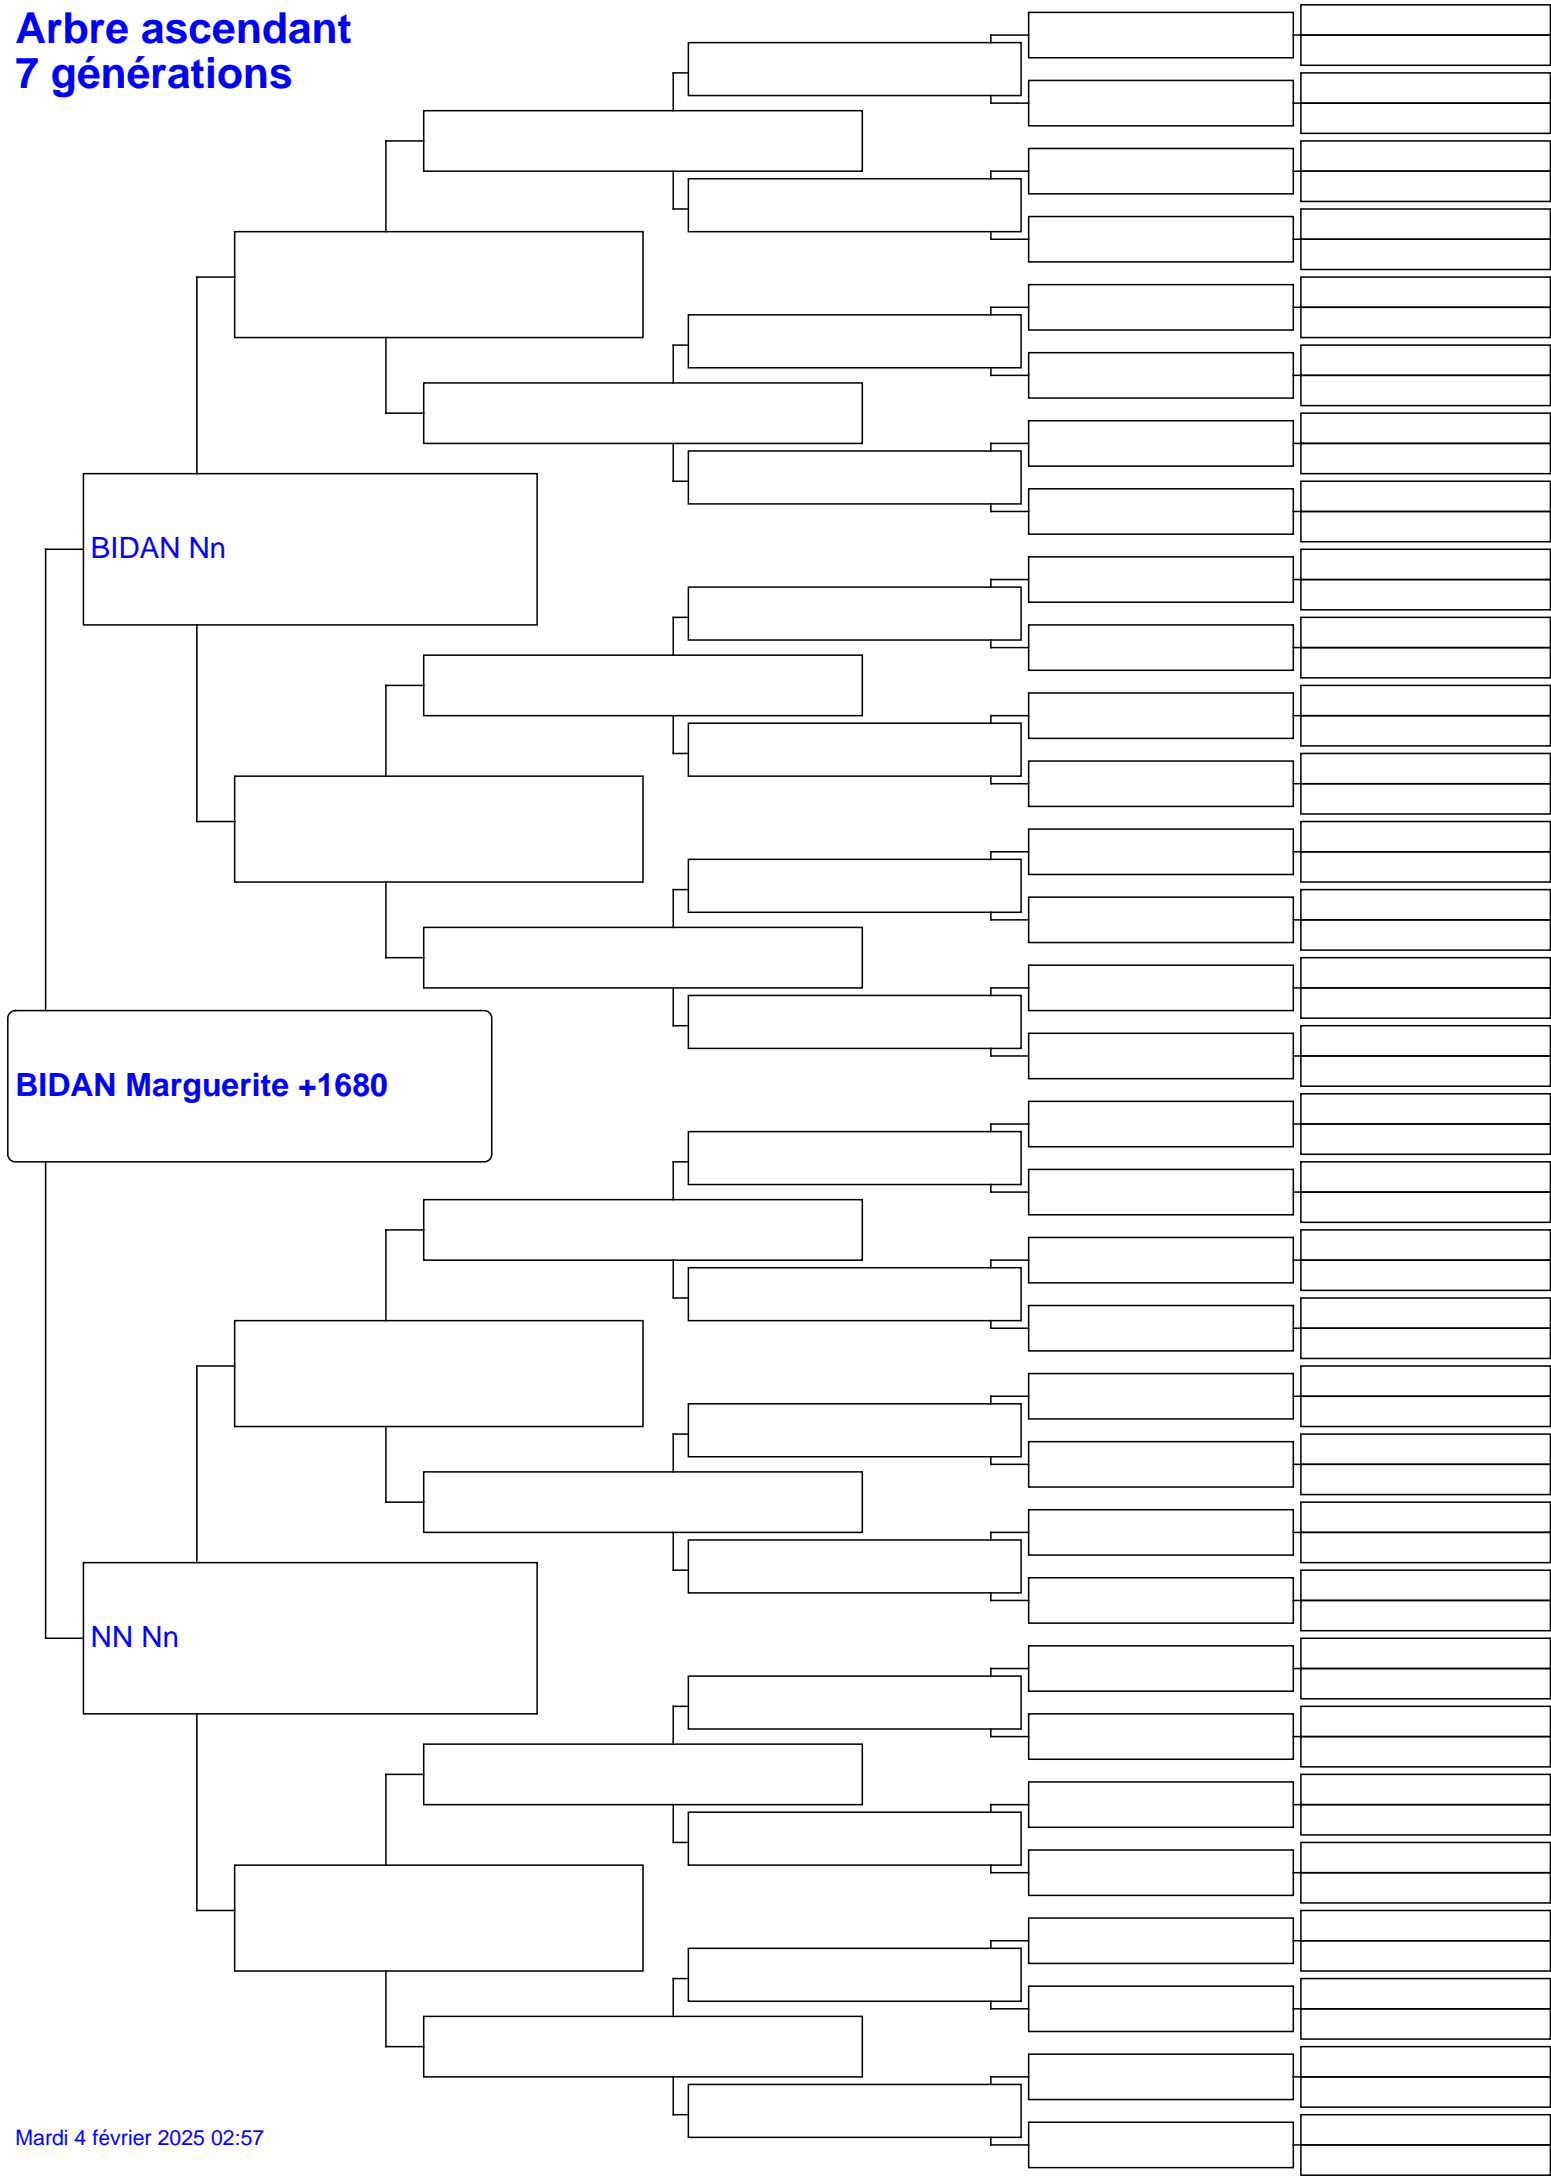 Arbre ascendant
7 générations
BIDAN Nn
BIDAN Marguerite +1680
NN Nn
Mardi 4 février 2025 02:57